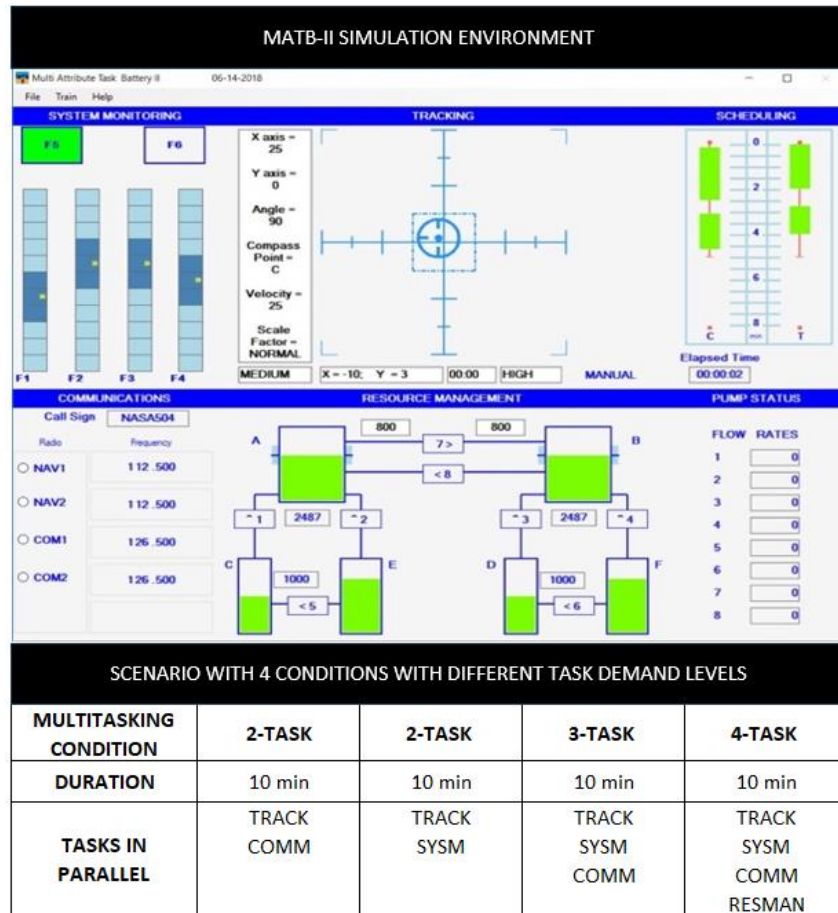 MATB-II SIMULATION ENVIRONMENT
Multi Attribute Task Battery II 06-14-2018
File Train Help
SYSTEM MONITORING
F5 F6
F1 F2 F3 F4
TRACKING
X axis =
25
Y axis =
0
Angle =
90
Compass
Point =
C
Velocity =
25
Scale
Factor =
NORMAL
MEDIUM X = -10; Y = 3 00:00 HIGH MANUAL
SCHEDULING
0
2
4
6
8
C min T
Elapsed Time
00:00:02
COMMUNICATIONS
Call Sign NASA504
Radio Frequency
NAV1 112.500
NAV2 112.500
COM1 126.500
COM2 126.500
RESOURCE MANAGEMENT
800 800
A 7> B
<8
^1 2487 ^2 ^3 2487 ^4
C E D F
1000 1000
<5 <6
PUMP STATUS
FLOW RATES
1 0
2 0
3 0
4 0
5 0
6 0
7 0
8 0
SCENARIO WITH 4 CONDITIONS WITH DIFFERENT TASK DEMAND LEVELS
MULTITASKING
CONDITION
2-TASK 2-TASK 3-TASK 4-TASK
DURATION 10 min 10 min 10 min 10 min
TASKS IN
PARALLEL
TRACK
COMM
TRACK
SYSM
TRACK
SYSM
COMM
TRACK
SYSM
COMM
RESMAN